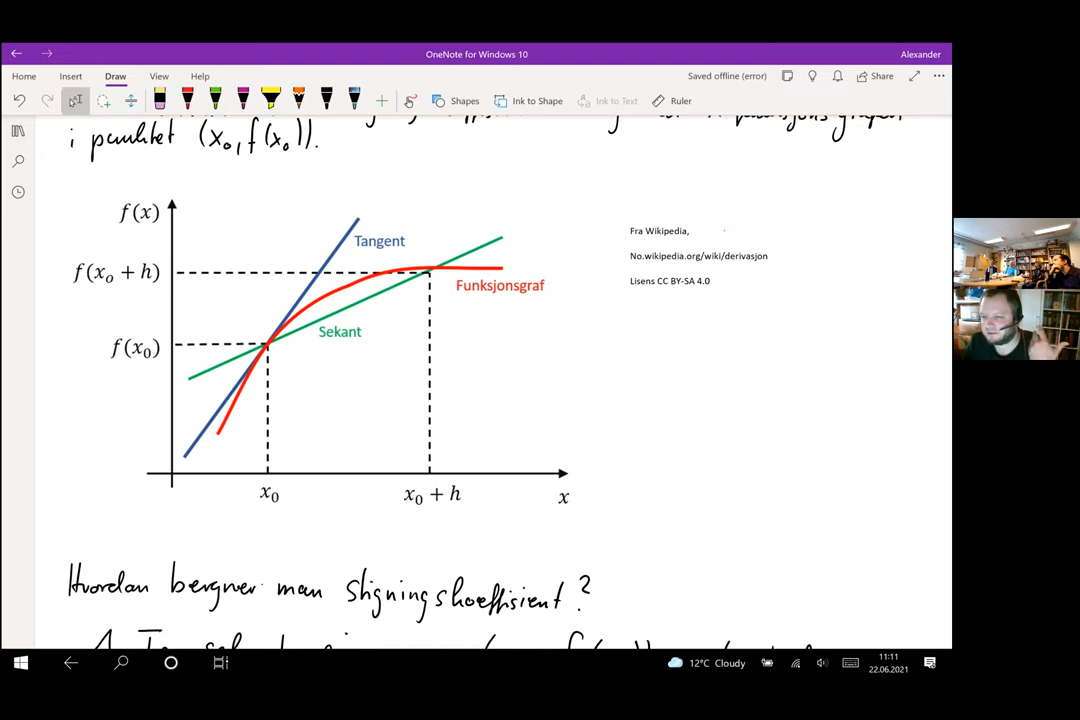 OneNote for Windows 10
Alexander
Home Insert Draw View Help
Saved offline (error)
Share
Shapes Ink to Shape Ink to Text Ruler
i punktet (x₀, f(x₀)).
f(x)
Tangent
f(x₀ + h)
Funksjonsgraf
Sekant
f(x₀)
x₀
x₀ + h
x
Fra Wikipedia,
No.wikipedia.org/wiki/derivasjon
Lisens CC BY-SA 4.0
Hvordan bergner man stigningskoeffisient?
12°C Cloudy
11:11
22.06.2021